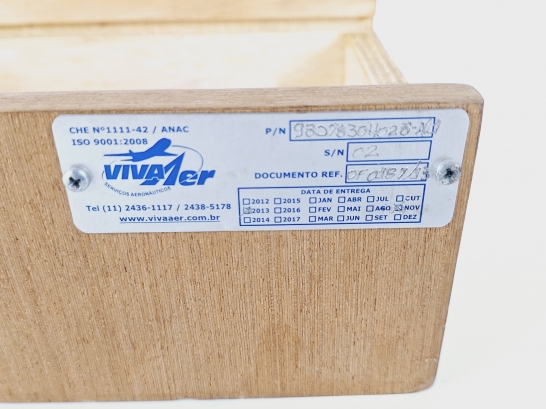 CHE Nº1111-42 / ANAC
ISO 9001:2008
VIVAAer
SERVIÇOS AERONÁUTICOS
Tel (11) 2436-1117 / 2438-5178
www.vivaaer.com.br
P/N
S/N 02
DOCUMENTO REF.
DATA DE ENTREGA
2012 2015 JAN ABR JUL CUT
2013 2016 FEV MAI AGO NOV
2014 2017 MAR JUN SET DEZ